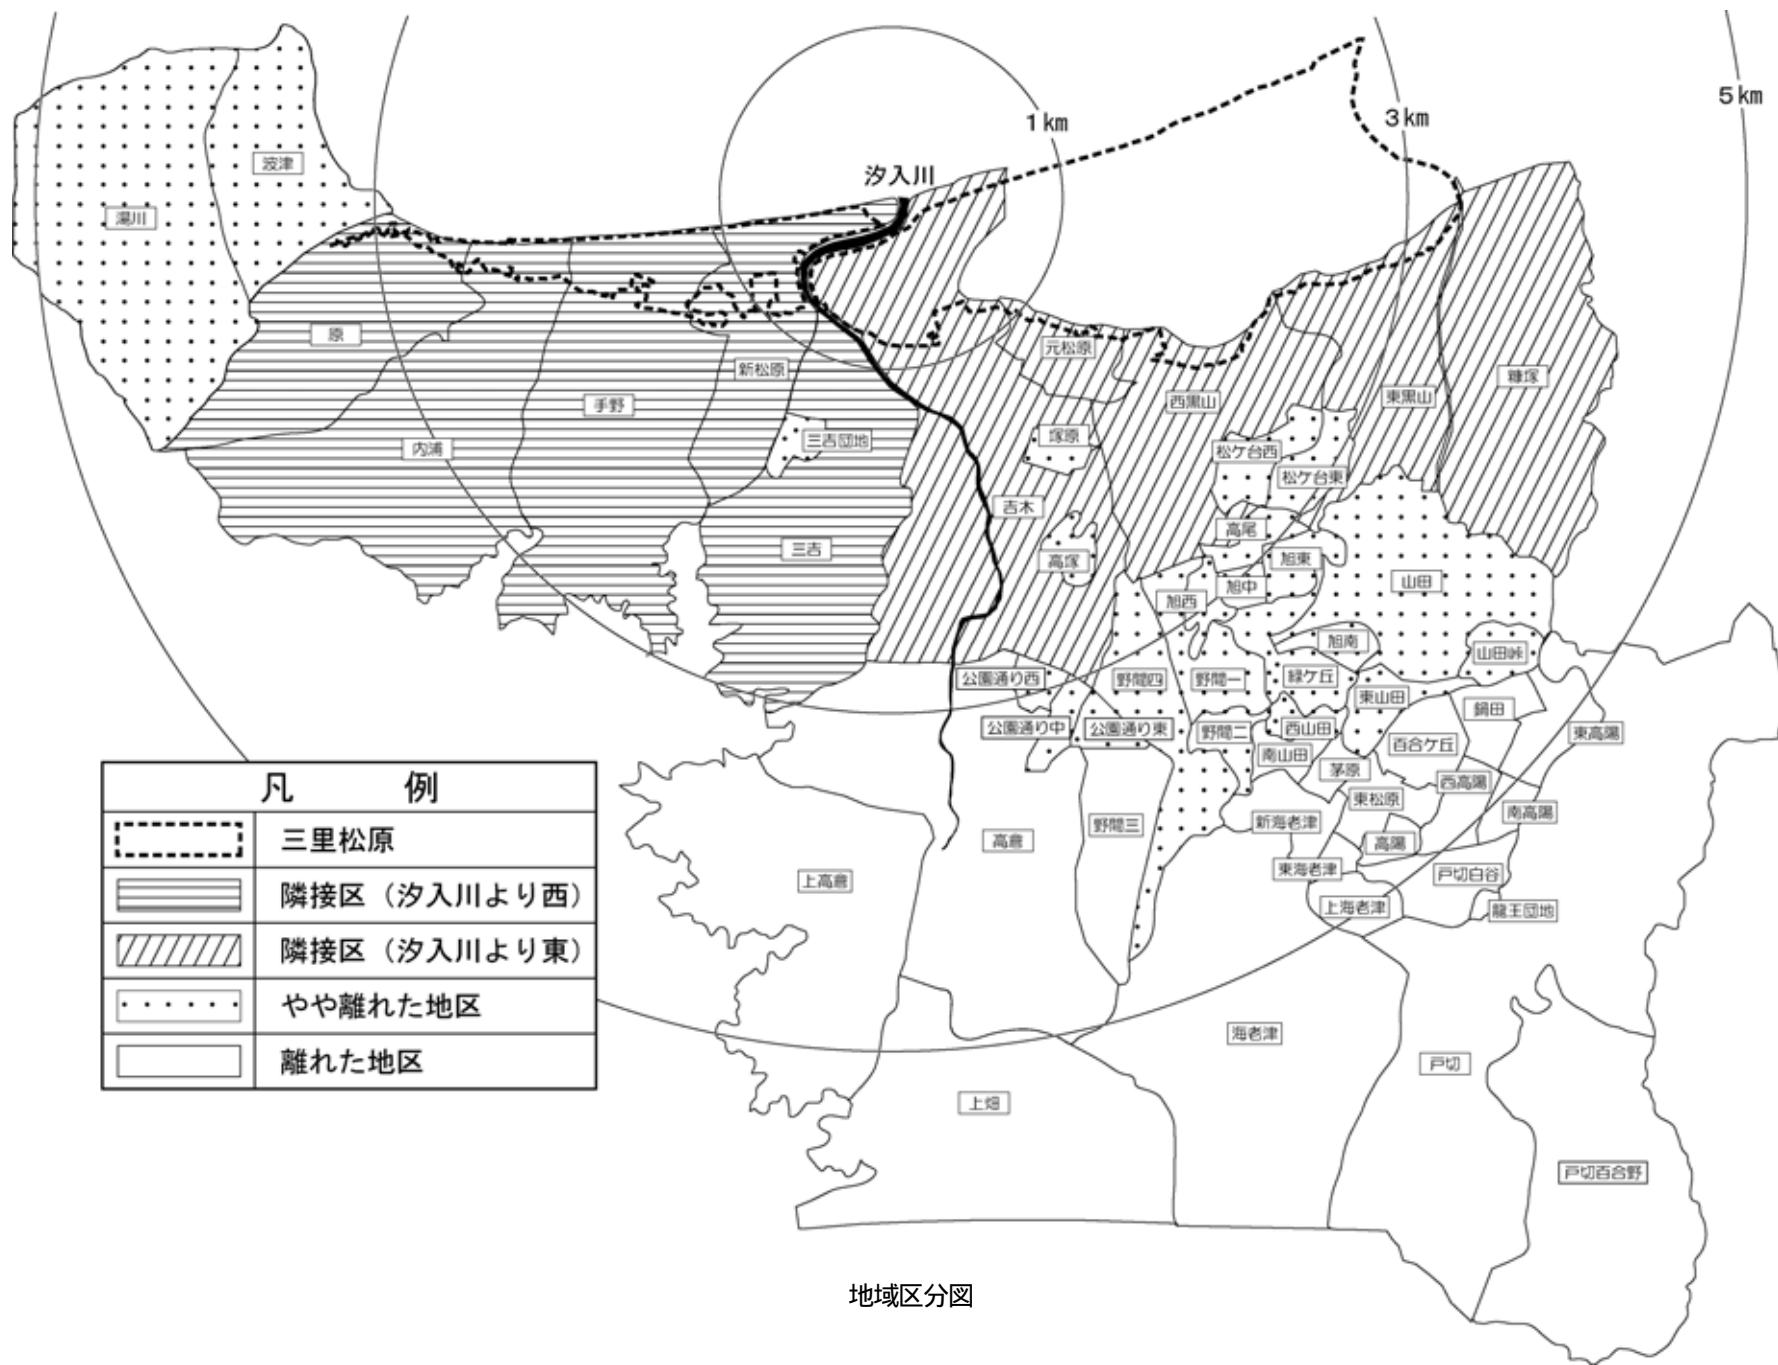 5km
1km
3km
汐入川
波津
湯川
原
元松原
新松原
糠塚
東黒山
西黒山
手野
塚原
三吉団地
内浦
松ケ台西
松ケ台東
吉木
高尾
三吉
高塚
旭東
旭中
山田
旭西
旭南
山田峠
公園通り西
野間四
野間一
緑ケ丘
東山田
鍋田
公園通り中
公園通り東
野間二
西山田
東高陽
百合ケ丘
南山田
茅原
西高陽
東松原
南高陽
新海老津
野間三
高倉
高陽
東海老津
戸切白谷
上高倉
上海老津
龍王団地
海老津
戸切
上畑
戸切百合野
凡例
三里松原
隣接区（汐入川より西）
隣接区（汐入川より東）
やや離れた地区
離れた地区
地域区分図